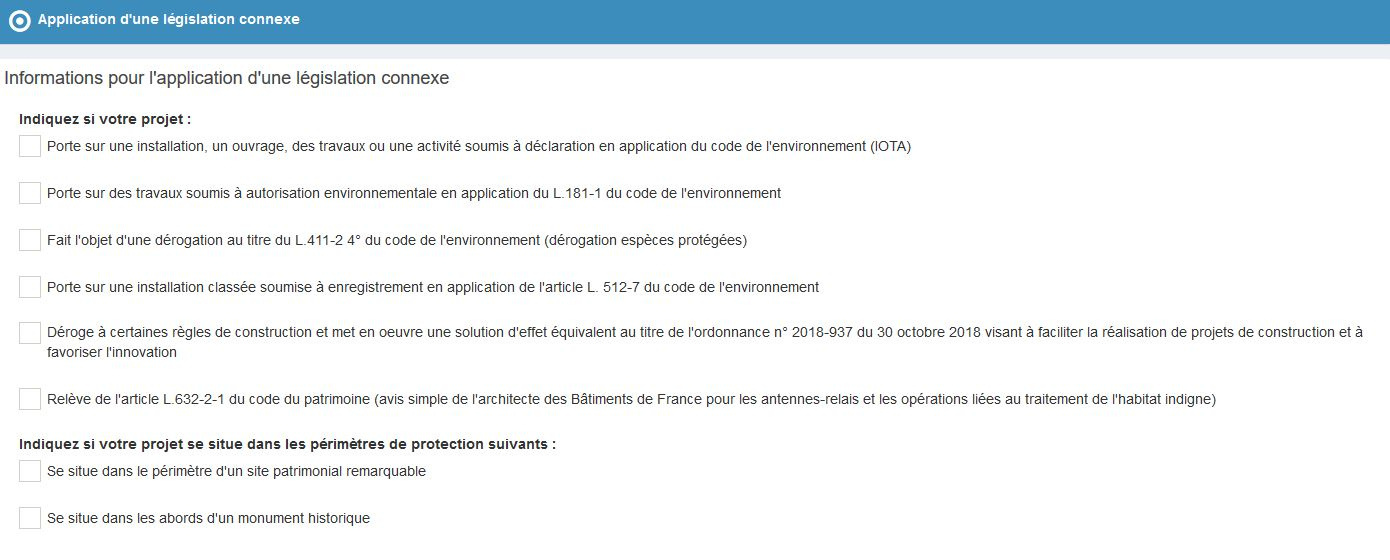 Application d'une législation connexe
Informations pour l'application d'une législation connexe
Indiquez si votre projet :
Porte sur une installation, un ouvrage, des travaux ou une activité soumis à déclaration en application du code de l'environnement (IOTA)
Porte sur des travaux soumis à autorisation environnementale en application du L.181-1 du code de l'environnement
Fait l'objet d'une dérogation au titre du L.411-2 4° du code de l'environnement (dérogation espèces protégées)
Porte sur une installation classée soumise à enregistrement en application de l'article L. 512-7 du code de l'environnement
Déroge à certaines règles de construction et met en oeuvre une solution d'effet équivalent au titre de l'ordonnance n° 2018-937 du 30 octobre 2018 visant à faciliter la réalisation de projets de construction et à
favoriser l'innovation
Relève de l'article L.632-2-1 du code du patrimoine (avis simple de l'architecte des Bâtiments de France pour les antennes-relais et les opérations liées au traitement de l'habitat indigne)
Indiquez si votre projet se situe dans les périmètres de protection suivants :
Se situe dans le périmètre d'un site patrimonial remarquable
Se situe dans les abords d'un monument historique